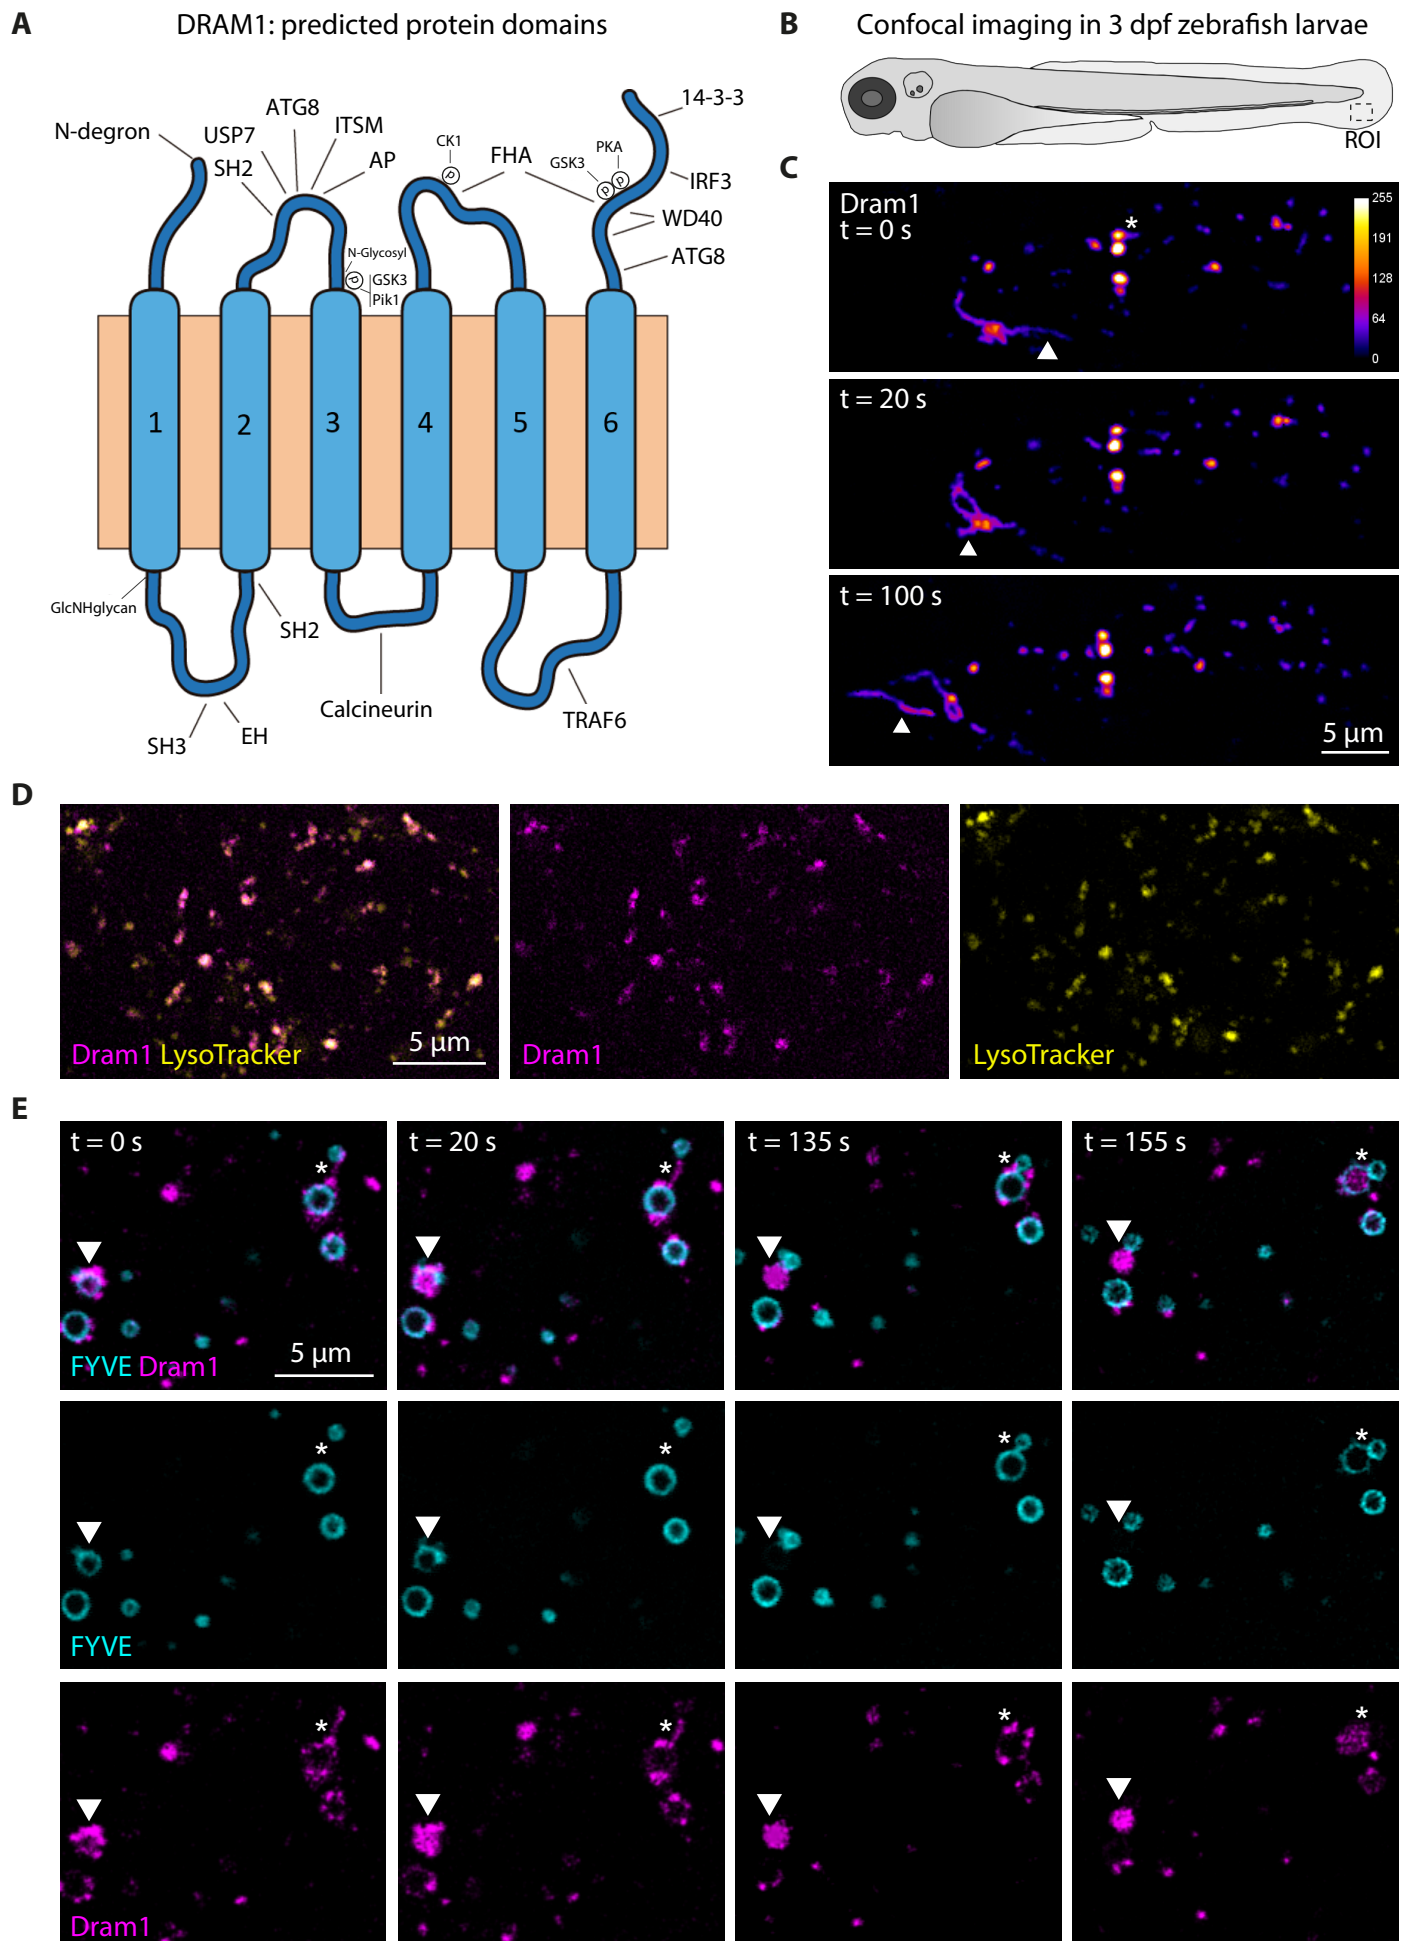 A
DRAM1: predicted protein domains
N-degron
USP7
SH2
ATG8
ITSM
AP
N-Glycosyl
P
GSK3
Pik1
CK1
P
FHA
GSK3
PKA
P
P
14-3-3
IRF3
WD40
ATG8
1
2
3
4
5
6
GlcNHglycan
SH3
EH
SH2
Calcineurin
TRAF6
B
Confocal imaging in 3 dpf zebrafish larvae
ROI
C
Dram1
t = 0 s
*
255
191
128
64
0
t = 20 s
t = 100 s
5 µm
D
Dram1 LysoTracker
5 µm
Dram1
LysoTracker
E
t = 0 s
*
FYVE Dram1
5 µm
t = 20 s
*
t = 135 s
*
t = 155 s
*
*
FYVE
*
*
*
*
Dram1
*
*
*